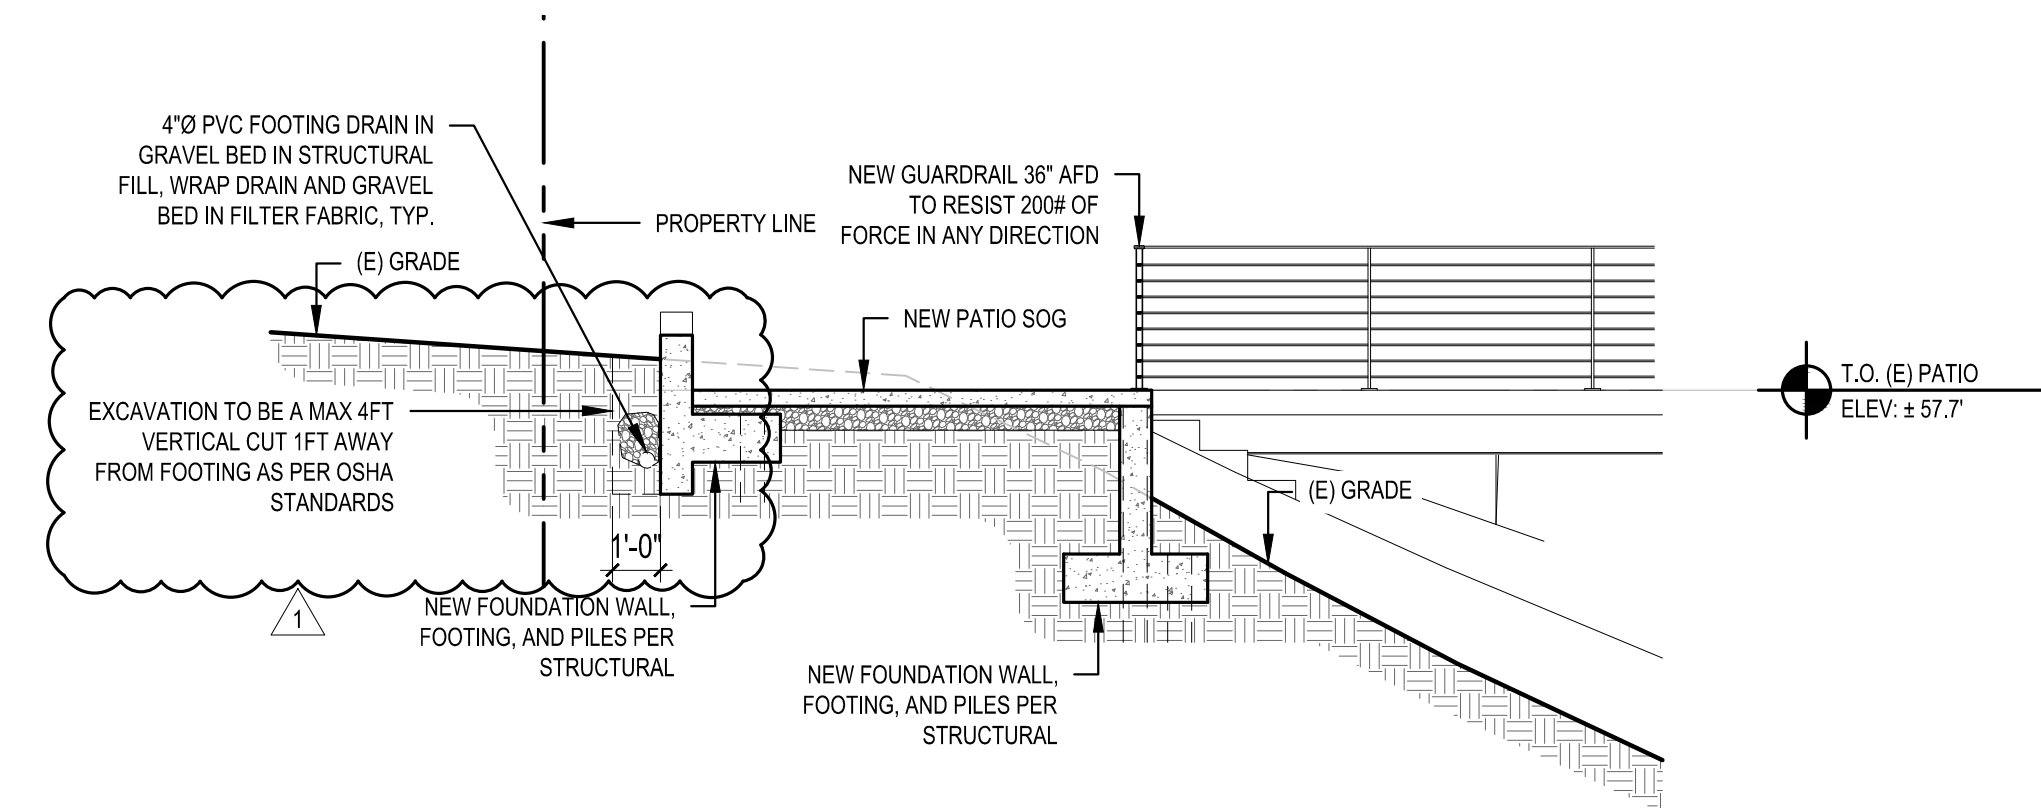 4"Ø PVC FOOTING DRAIN IN
GRAVEL BED IN STRUCTURAL
FILL, WRAP DRAIN AND GRAVEL
BED IN FILTER FABRIC, TYP.
PROPERTY LINE
(E) GRADE
NEW GUARDRAIL 36" AFD
TO RESIST 200# OF
FORCE IN ANY DIRECTION
NEW PATIO SOG
T.O. (E) PATIO
ELEV: ± 57.7'
EXCAVATION TO BE A MAX 4FT
VERTICAL CUT 1FT AWAY
FROM FOOTING AS PER OSHA
STANDARDS
(E) GRADE
1'-0"
1
NEW FOUNDATION WALL,
FOOTING, AND PILES PER
STRUCTURAL
NEW FOUNDATION WALL,
FOOTING, AND PILES PER
STRUCTURAL